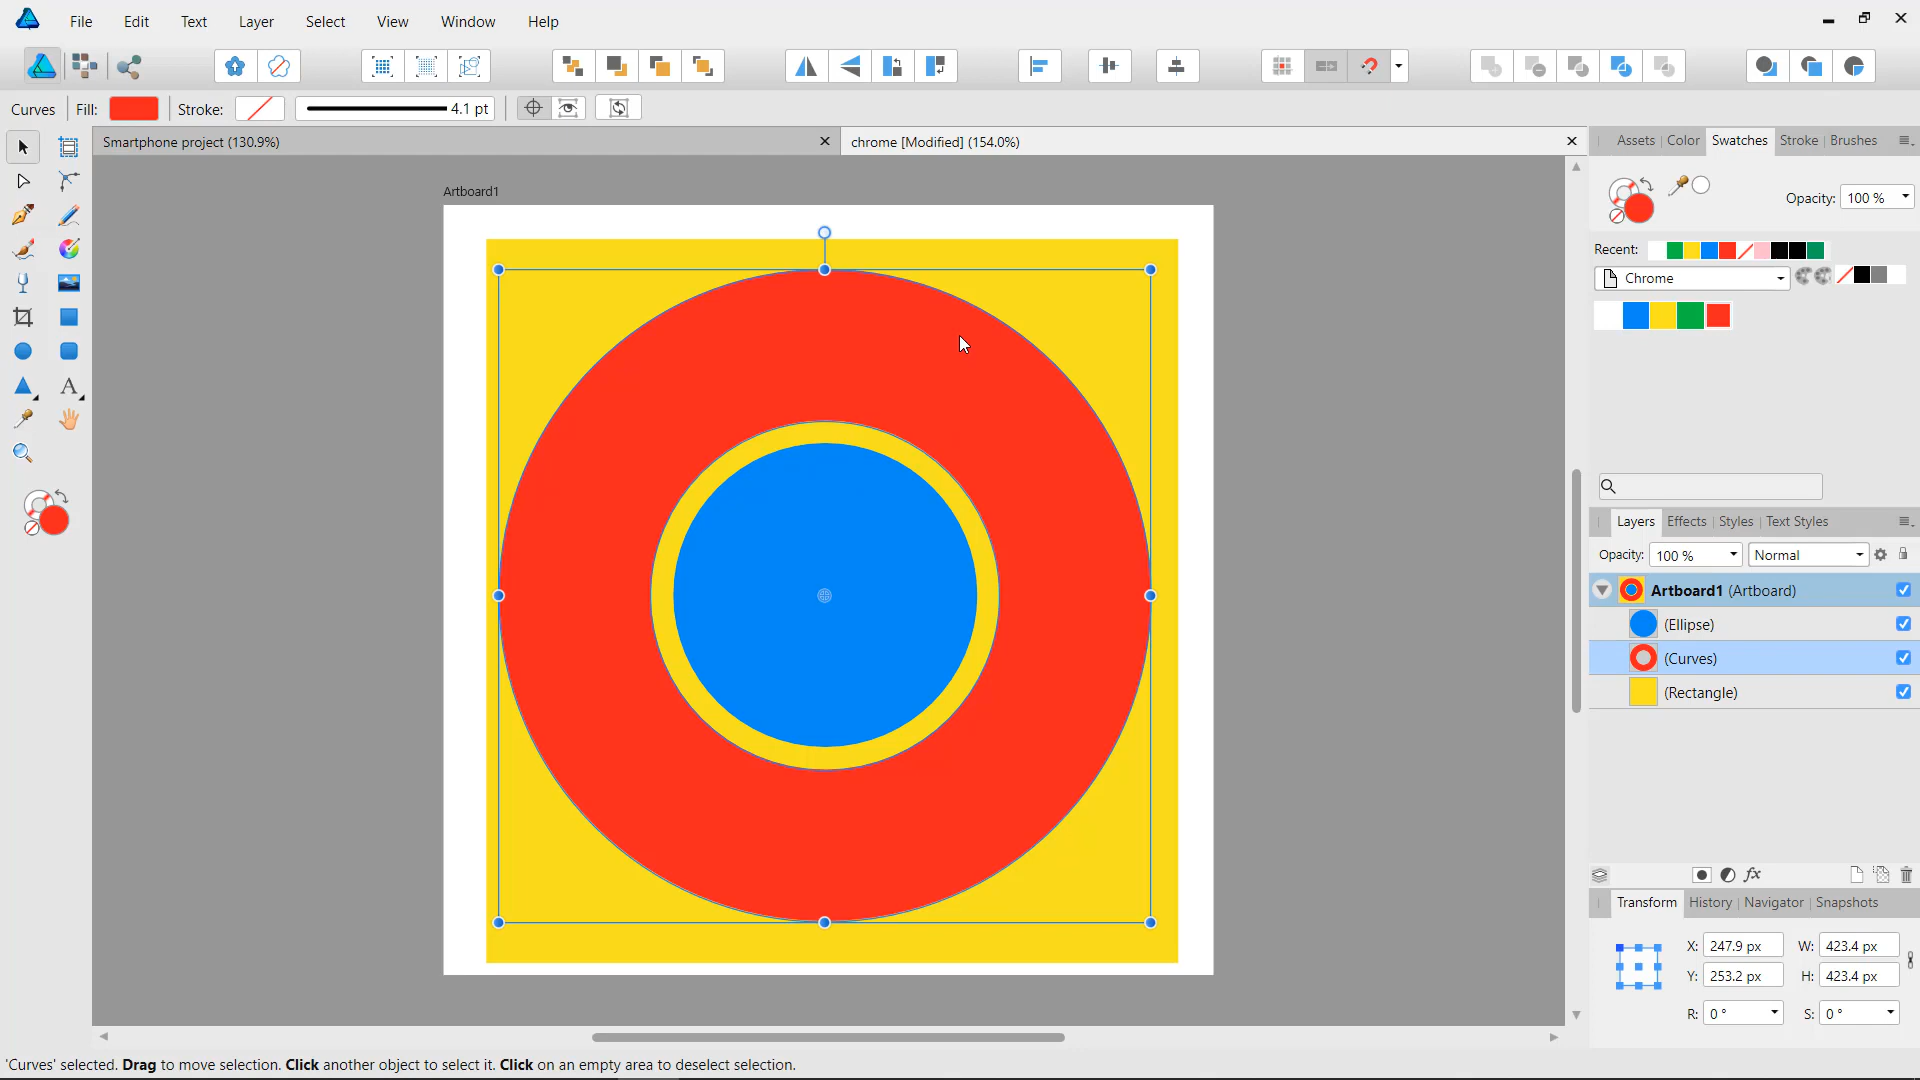 File Edit Text Layer Select View Window Help
Curves Fill: Stroke: 4.1 pt
Smartphone project (130.9%)
chrome [Modified] (154.0%)
Assets Color Swatches Stroke Brushes
Artboard1
Opacity: 100 %
Recent:
Chrome
A
Layers Effects Styles Text Styles
Opacity: 100 % Normal
Artboard1 (Artboard)
(Ellipse)
(Curves)
(Rectangle)
fx
Transform History Navigator Snapshots
X: 247.9 px W: 423.4 px
Y: 253.2 px H: 423.4 px
R: 0 ° S: 0 °
'Curves' selected. Drag to move selection. Click another object to select it. Click on an empty area to deselect selection.